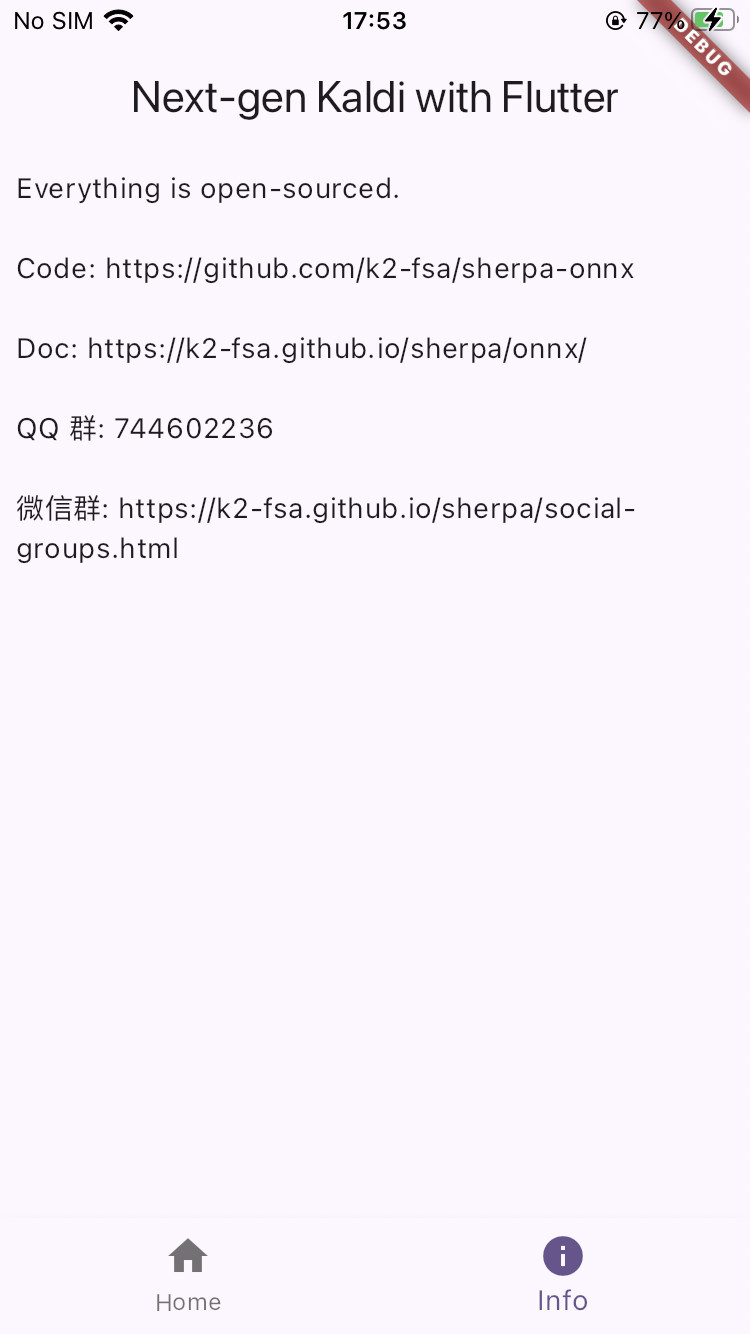 No SIM 17:53 77%
DEBUG
Next-gen Kaldi with Flutter
Everything is open-sourced.
Code: https://github.com/k2-fsa/sherpa-onnx
Doc: https://k2-fsa.github.io/sherpa/onnx/
QQ 群: 744602236
微信群: https://k2-fsa.github.io/sherpa/social-
groups.html
Home Info